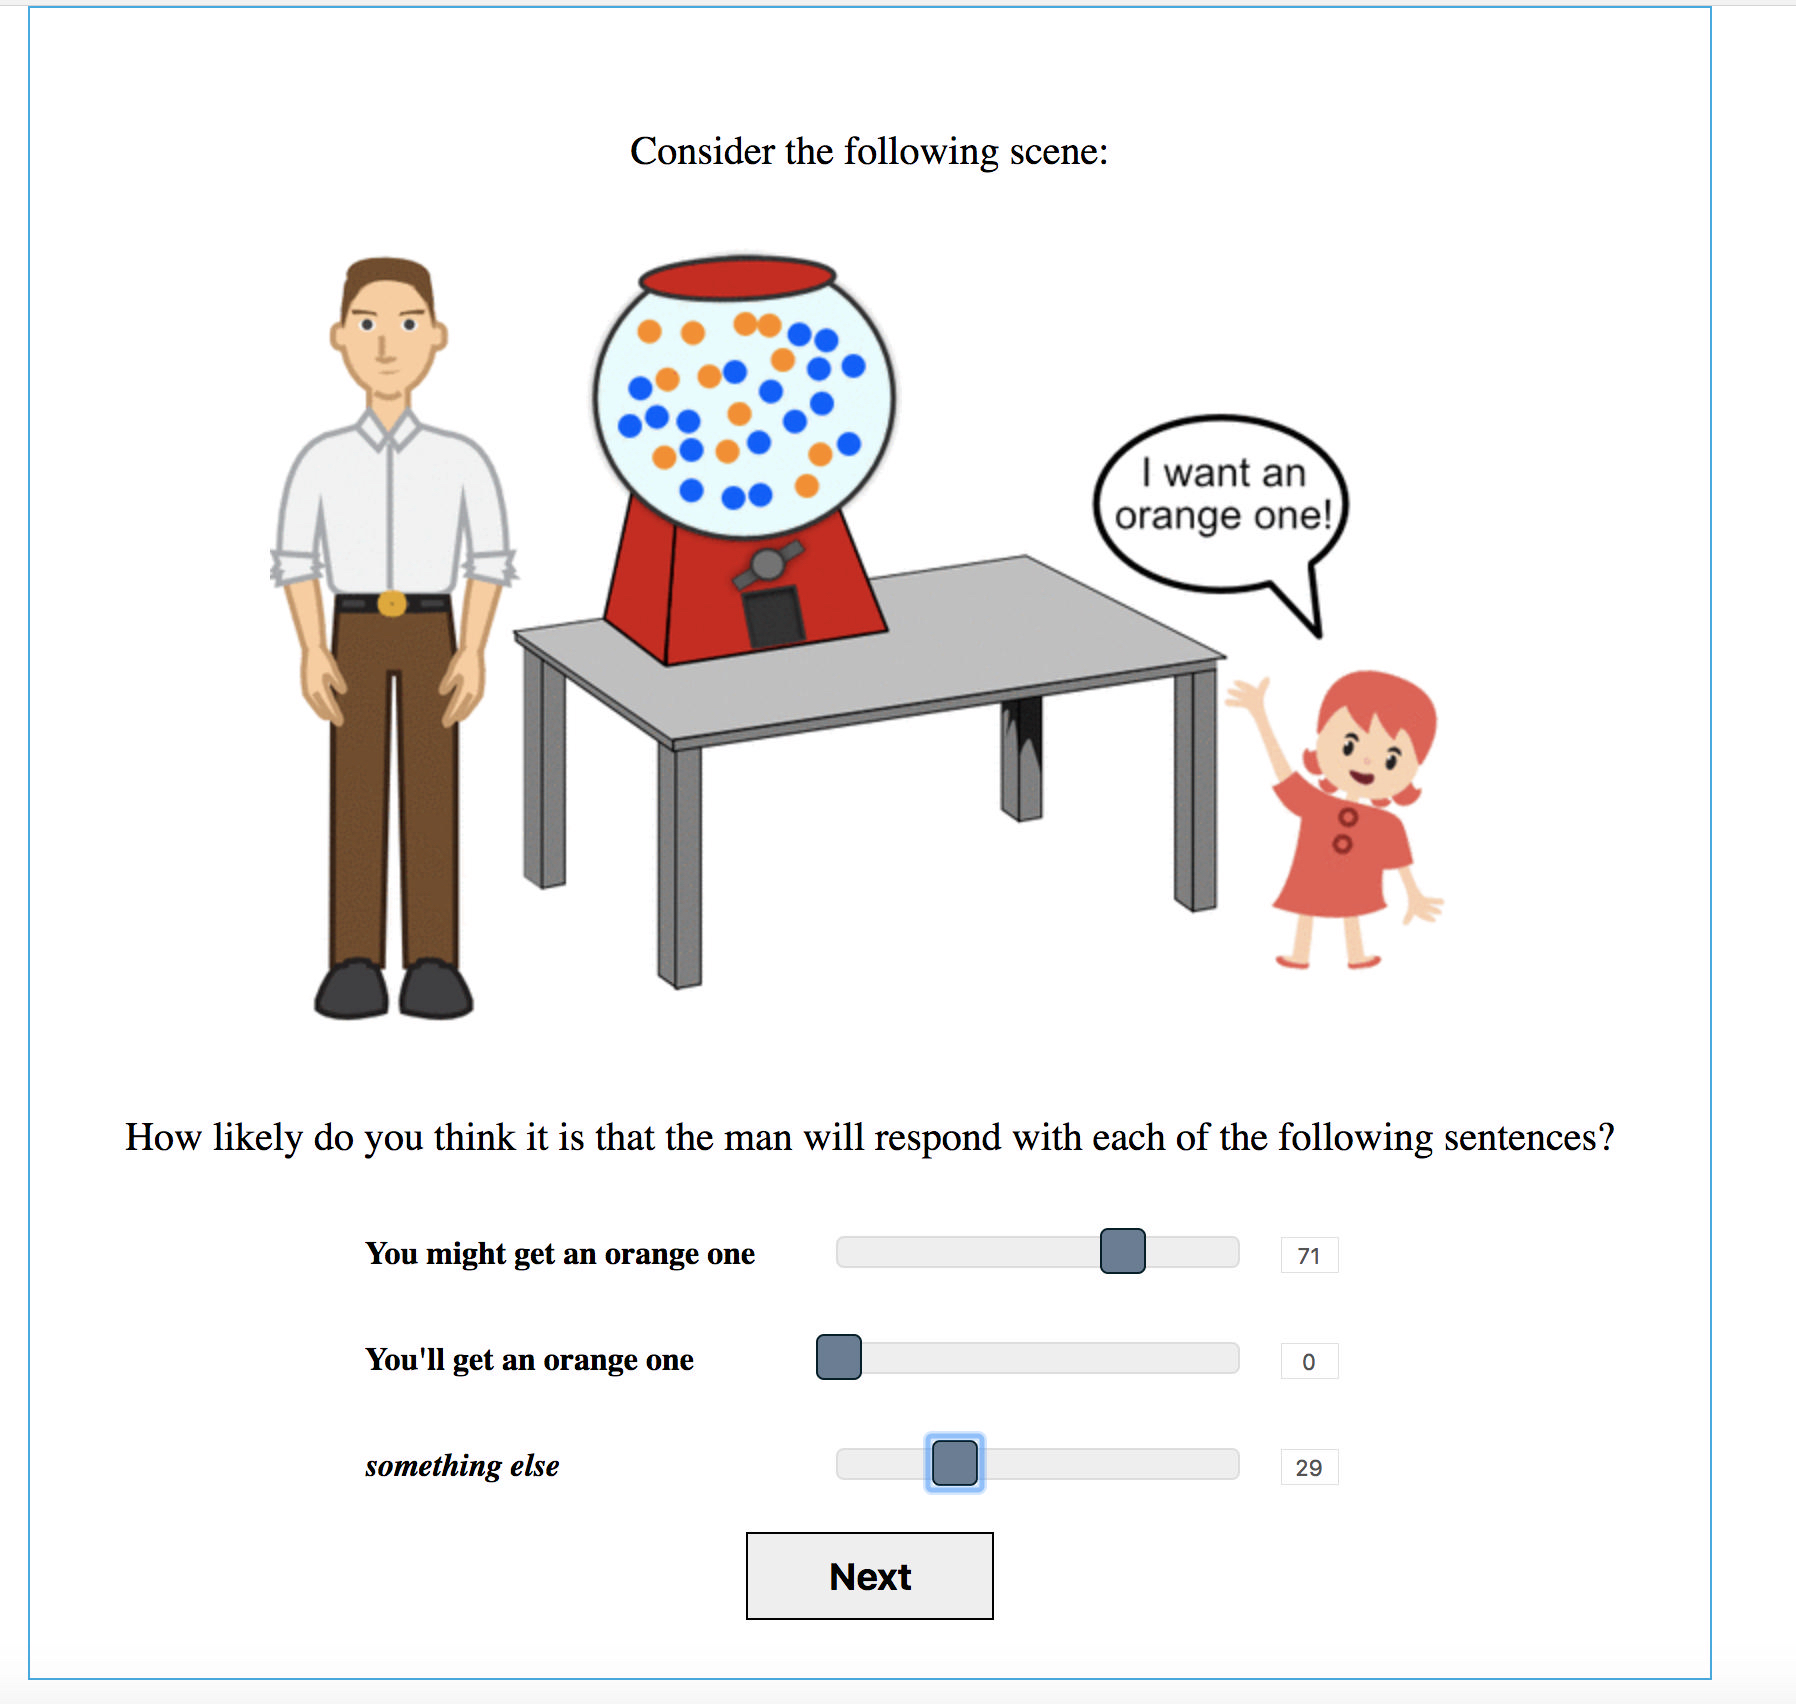 Consider the following scene:
I want an
orange one!
How likely do you think it is that the man will respond with each of the following sentences?
You might get an orange one 71
You'll get an orange one 0
something else 29
Next